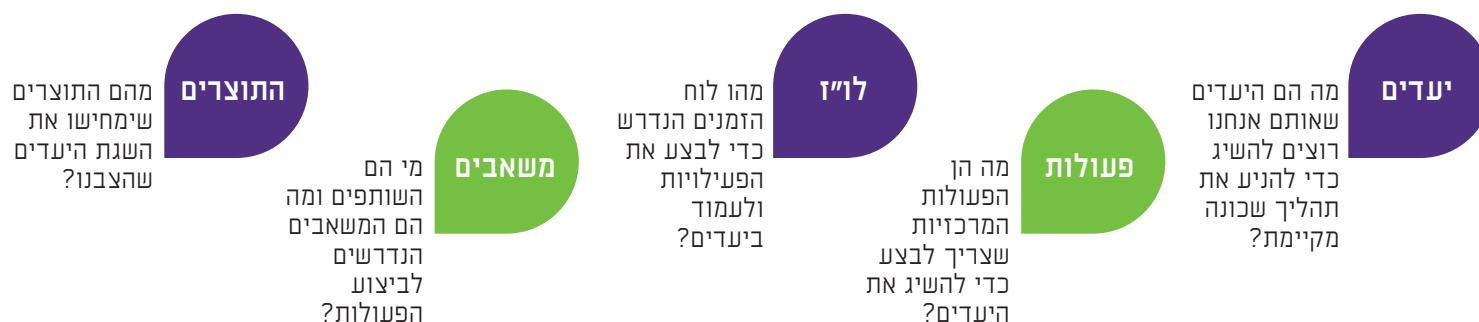 יעדים
מה הם היעדים
שאותם אנחנו
רוצים להשיג
כדי להניע את
תהליך שכונה
מקיימת?
פעולות
מה הן
הפעולות
המרכזיות
שצריך לבצע
כדי להשיג את
היעדים?
לו״ז
מהו לוח
הזמנים הנדרש
כדי לבצע את
הפעילויות
ולעמוד
ביעדים?
משאבים
מי הם
השותפים ומה
הם המשאבים
הנדרשים
לביצוע
הפעולות?
התוצרים
מהם התוצרים
שימחישו את
השגת היעדים
שהצבנו?